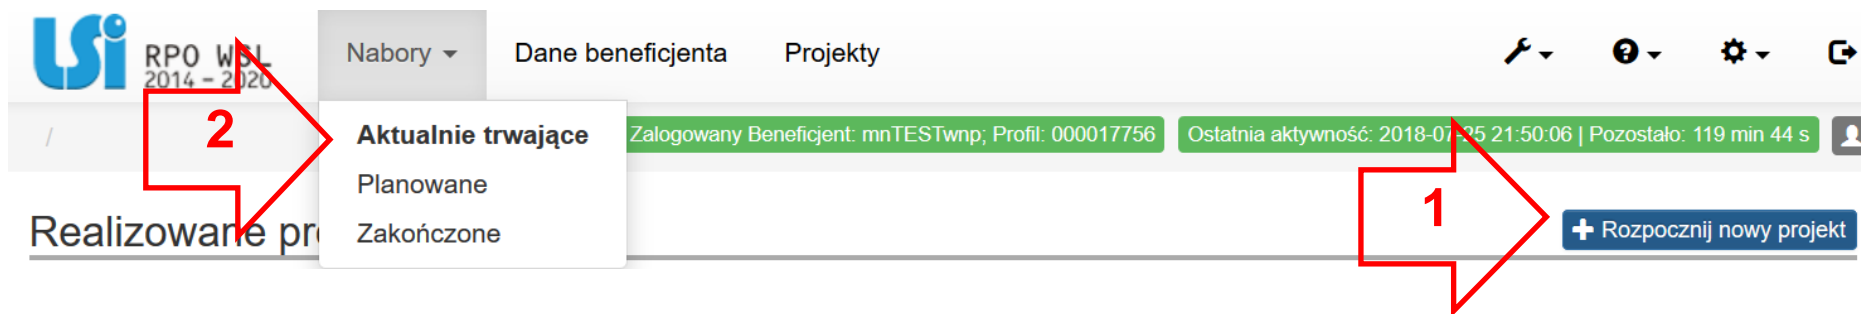 LSi RPO WSL
2014 - 2020
Nabory
Dane beneficjenta
Projekty
/
2
Aktualnie trwające
Planowane
Zakończone
Zalogowany Beneficjent: mnTESTwnp; Profil: 000017756
Ostatnia aktywność: 2018-07-25 21:50:06 | Pozostało: 119 min 44 s
Realizowane pr
1
Rozpocznij nowy projekt